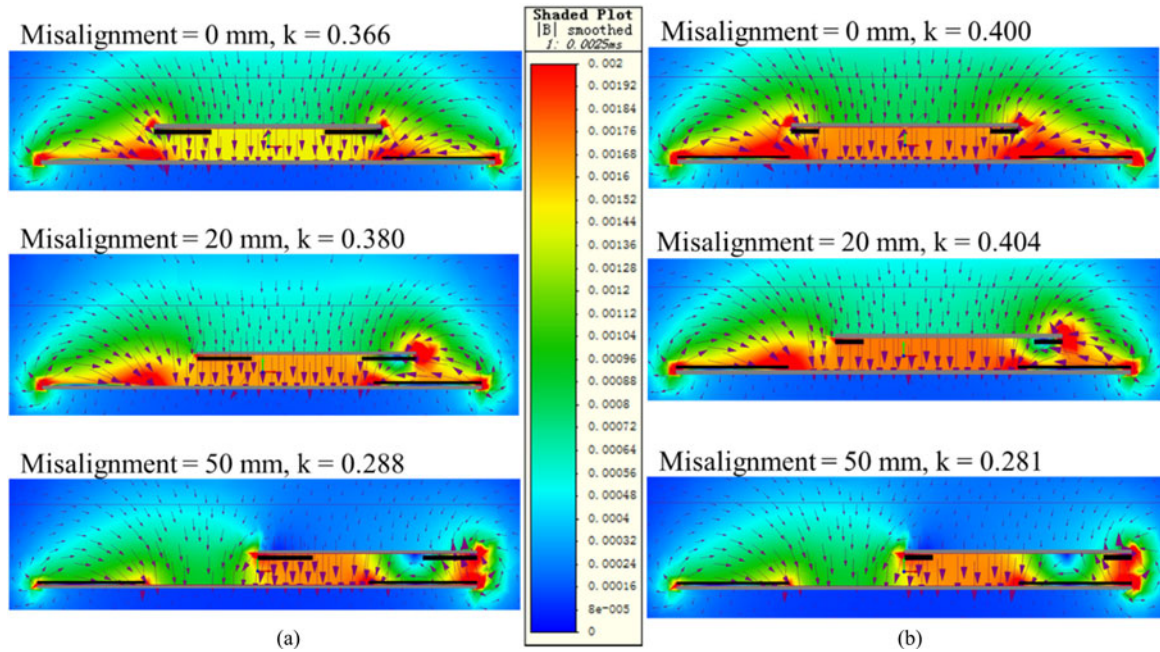 Misalignment = 0 mm, k = 0.366
Misalignment = 20 mm, k = 0.380
Misalignment = 50 mm, k = 0.288
(a)
Shaded Plot
|B| smoothed
1: 0.0025ms
0.002
0.00192
0.00184
0.00176
0.00168
0.0016
0.00152
0.00144
0.00136
0.00128
0.0012
0.00112
0.00104
0.00096
0.00088
0.0008
0.00072
0.00064
0.00056
0.00048
0.0004
0.00032
0.00024
0.00016
8e-005
0
Misalignment = 0 mm, k = 0.400
Misalignment = 20 mm, k = 0.404
Misalignment = 50 mm, k = 0.281
(b)